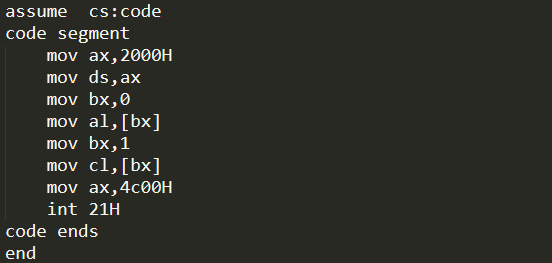 assume  cs:code
code segment
    mov ax,2000H
    mov ds,ax
    mov bx,0
    mov al,[bx]
    mov bx,1
    mov cl,[bx]
    mov ax,4c00H
    int 21H
code ends
end